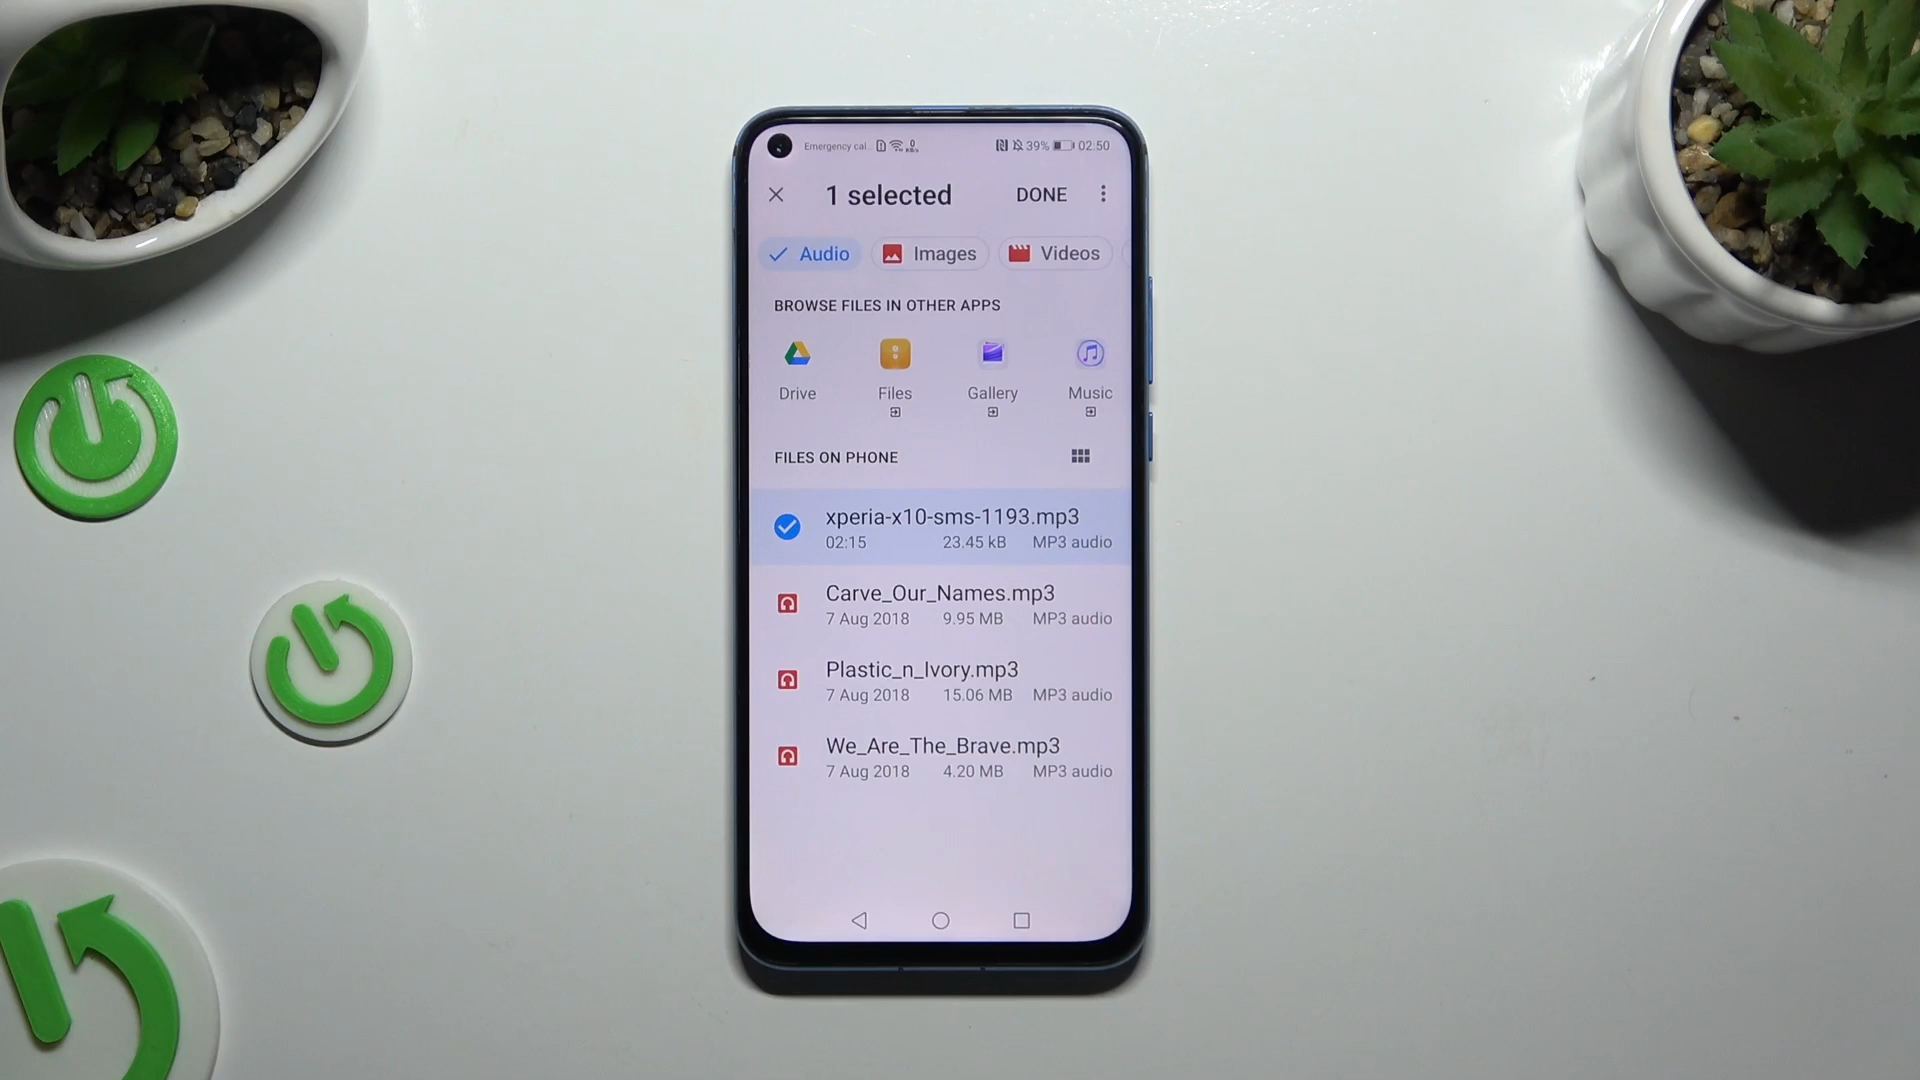 Emergency cal... 39% 02:50
1 selected DONE
Audio Images Videos
BROWSE FILES IN OTHER APPS
Drive Files Gallery Music
FILES ON PHONE
xperia-x10-sms-1193.mp3
02:15 23.45 kB MP3 audio
Carve_Our_Names.mp3
7 Aug 2018 9.95 MB MP3 audio
Plastic_n_Ivory.mp3
7 Aug 2018 15.06 MB MP3 audio
We_Are_The_Brave.mp3
7 Aug 2018 4.20 MB MP3 audio